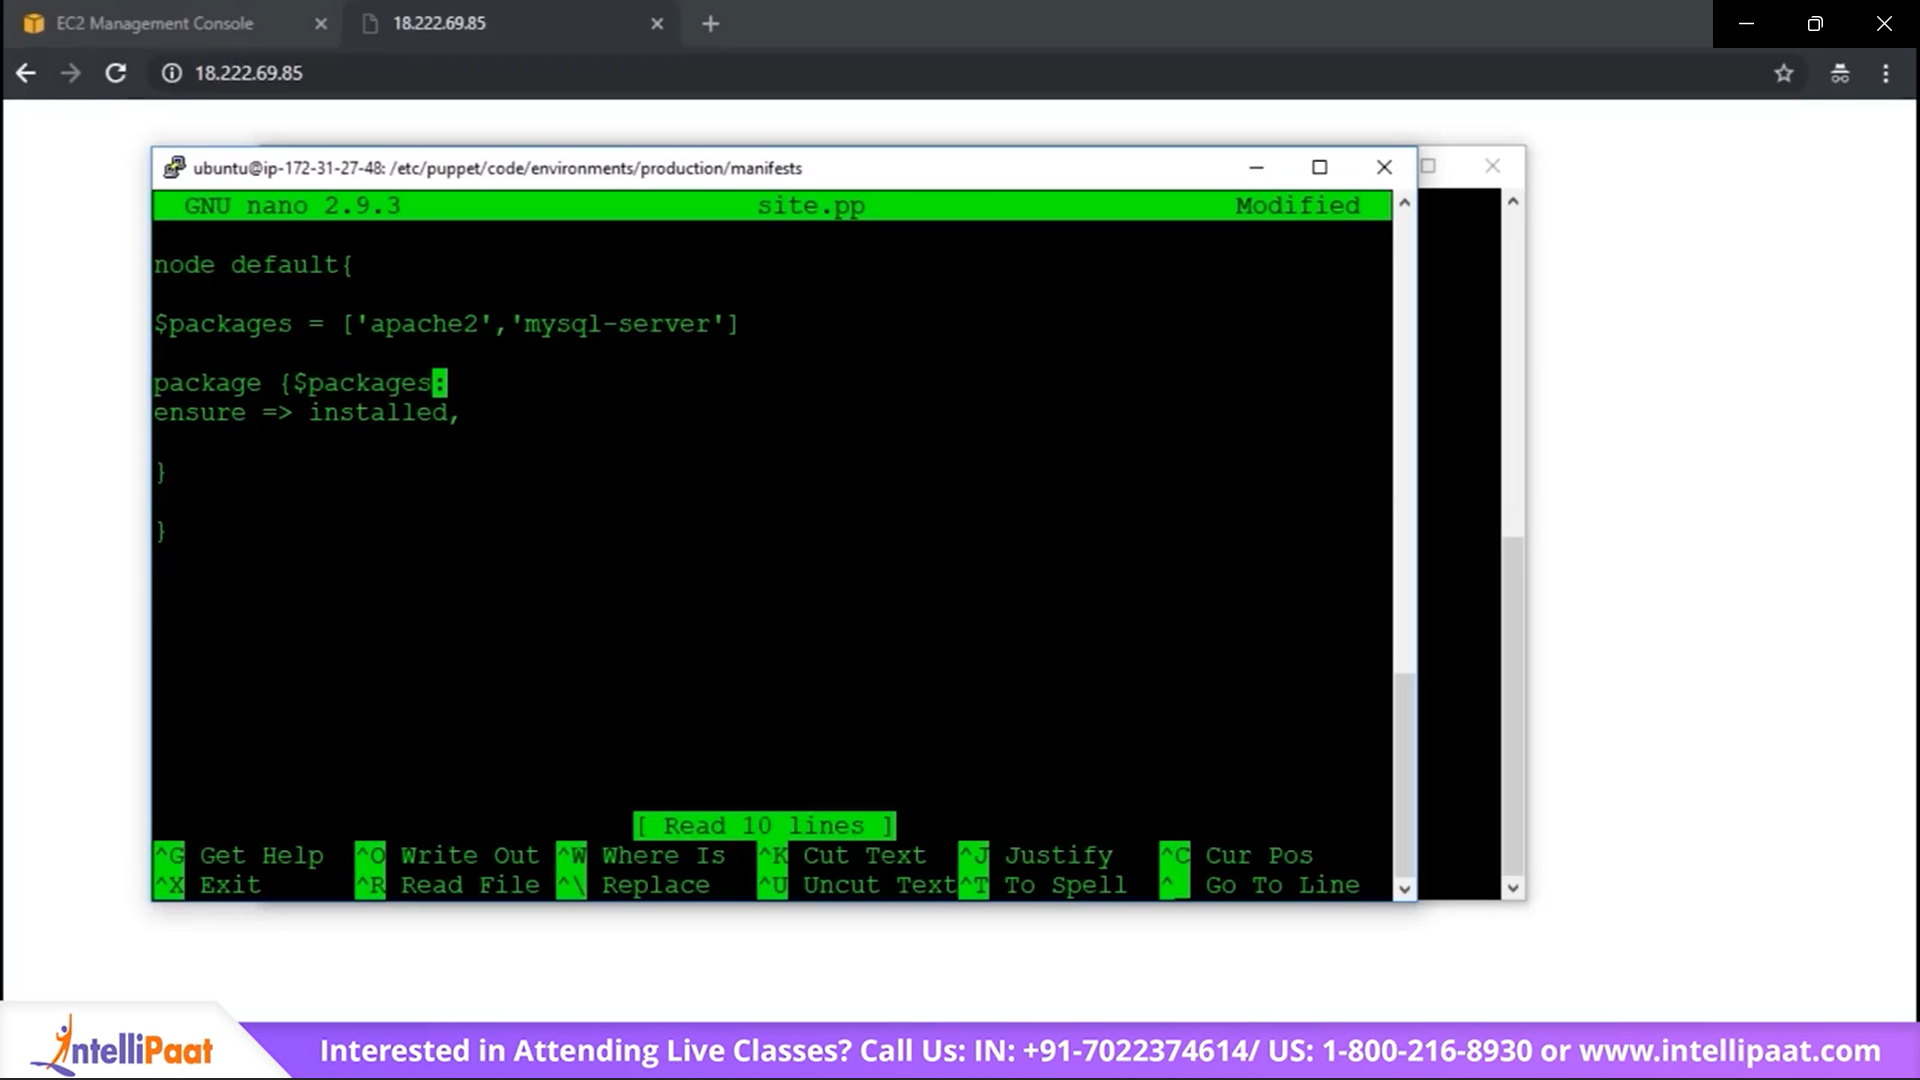 EC2 Management Console
18.222.69.85
18.222.69.85
ubuntu@ip-172-31-27-48: /etc/puppet/code/environments/production/manifests
GNU nano 2.9.3 site.pp Modified
node default{
$packages = ['apache2','mysql-server']
package {$packages:
ensure => installed,
}
}
[ Read 10 lines ]
^G Get Help ^O Write Out ^W Where Is ^K Cut Text ^J Justify ^C Cur Pos
^X Exit ^R Read File ^\ Replace ^U Uncut Text ^T To Spell ^_ Go To Line
IntelliPaat
Interested in Attending Live Classes? Call Us: IN: +91-7022374614/ US: 1-800-216-8930 or www.intellipaat.com